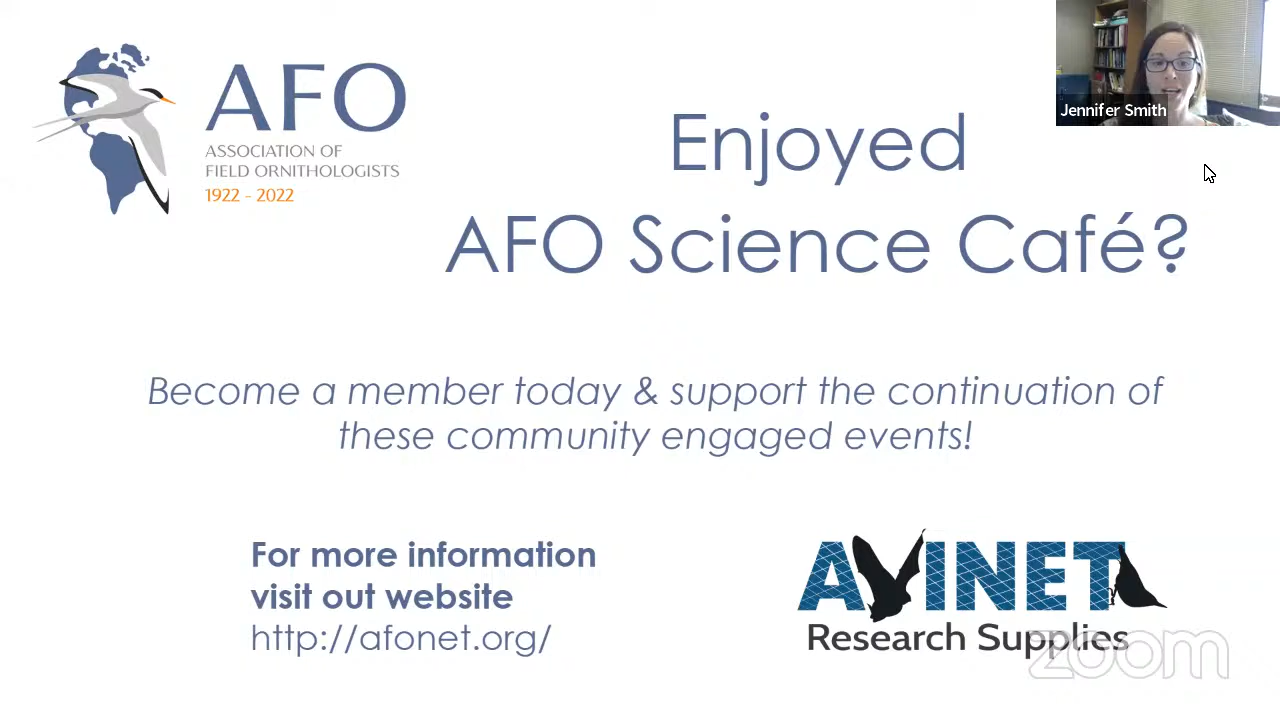 AFO
ASSOCIATION OF
FIELD ORNITHOLOGISTS
1922 - 2022
Jennifer Smith
Enjoyed
AFO Science Café?
Become a member today & support the continuation of
these community engaged events!
For more information
visit out website
http://afonet.org/
AVINET
Research Supplies
zoom